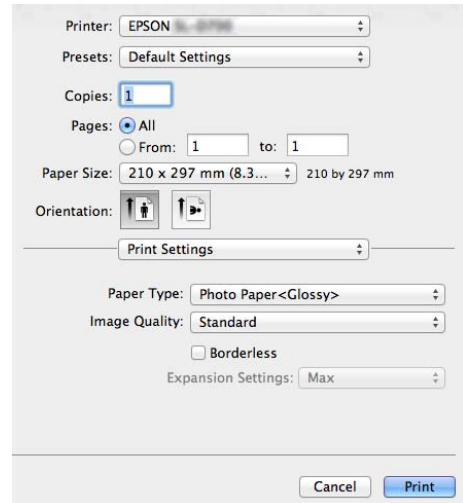 Printer: EPSON
Presets: Default Settings
Copies: 1
Pages: All
From: 1 to: 1
Paper Size: 210 x 297 mm (8.3... 210 by 297 mm
Orientation:
Print Settings
Paper Type: Photo Paper<Glossy>
Image Quality: Standard
Borderless
Expansion Settings: Max
Cancel Print